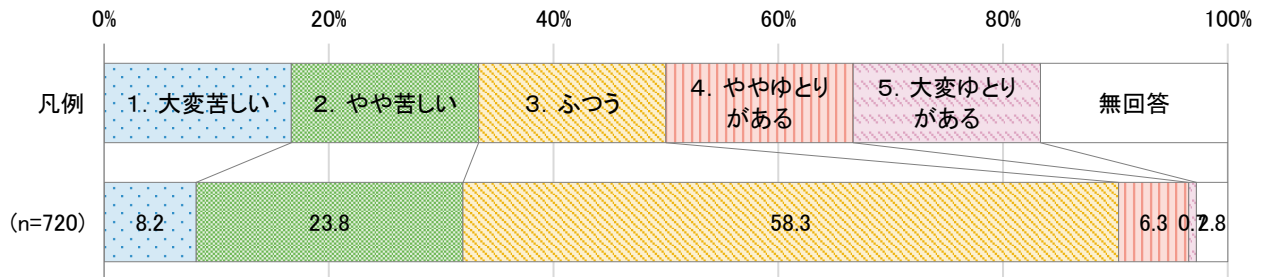 0% 20% 40% 60% 80% 100%
凡例 1．大変苦しい 2．やや苦しい 3．ふつう 4．ややゆとりがある 5．大変ゆとりがある 無回答
(n=720) 8.2 23.8 58.3 6.3 0.7 2.8